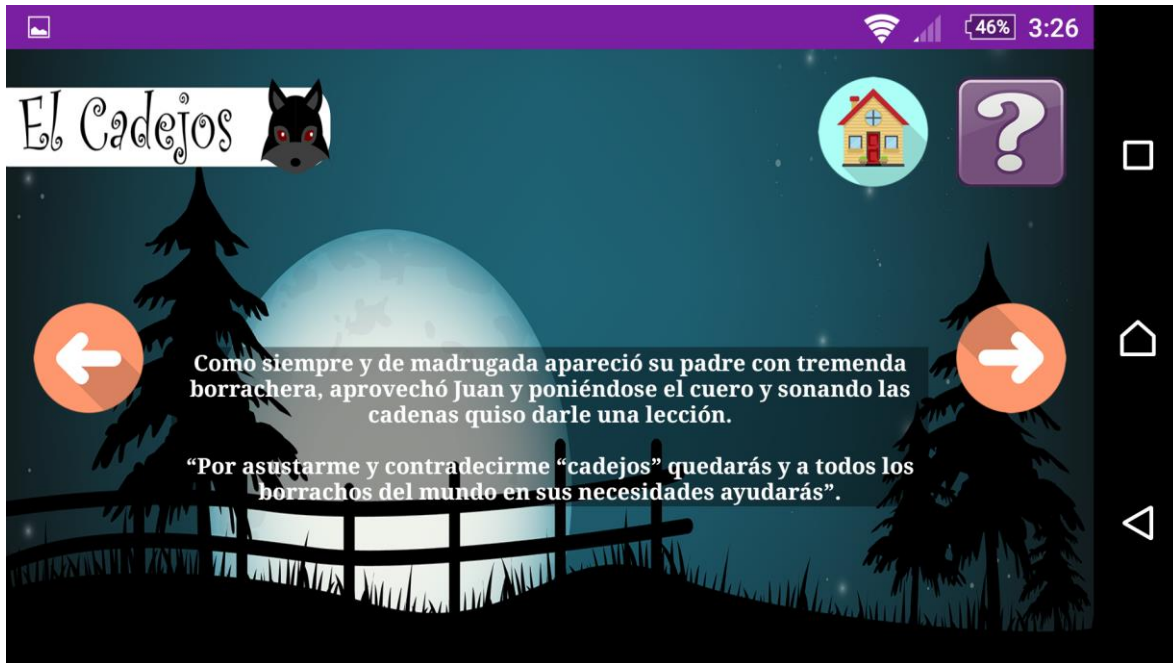 46% 3:26
El Cadejos
?
Como siempre y de madrugada apareció su padre con tremenda
borrachera, aprovechó Juan y poniéndose el cuero y sonando las
cadenas quiso darle una lección.
“Por asustarme y contradecirme “cadejos” quedarás y a todos los
borrachos del mundo en sus necesidades ayudarás”.